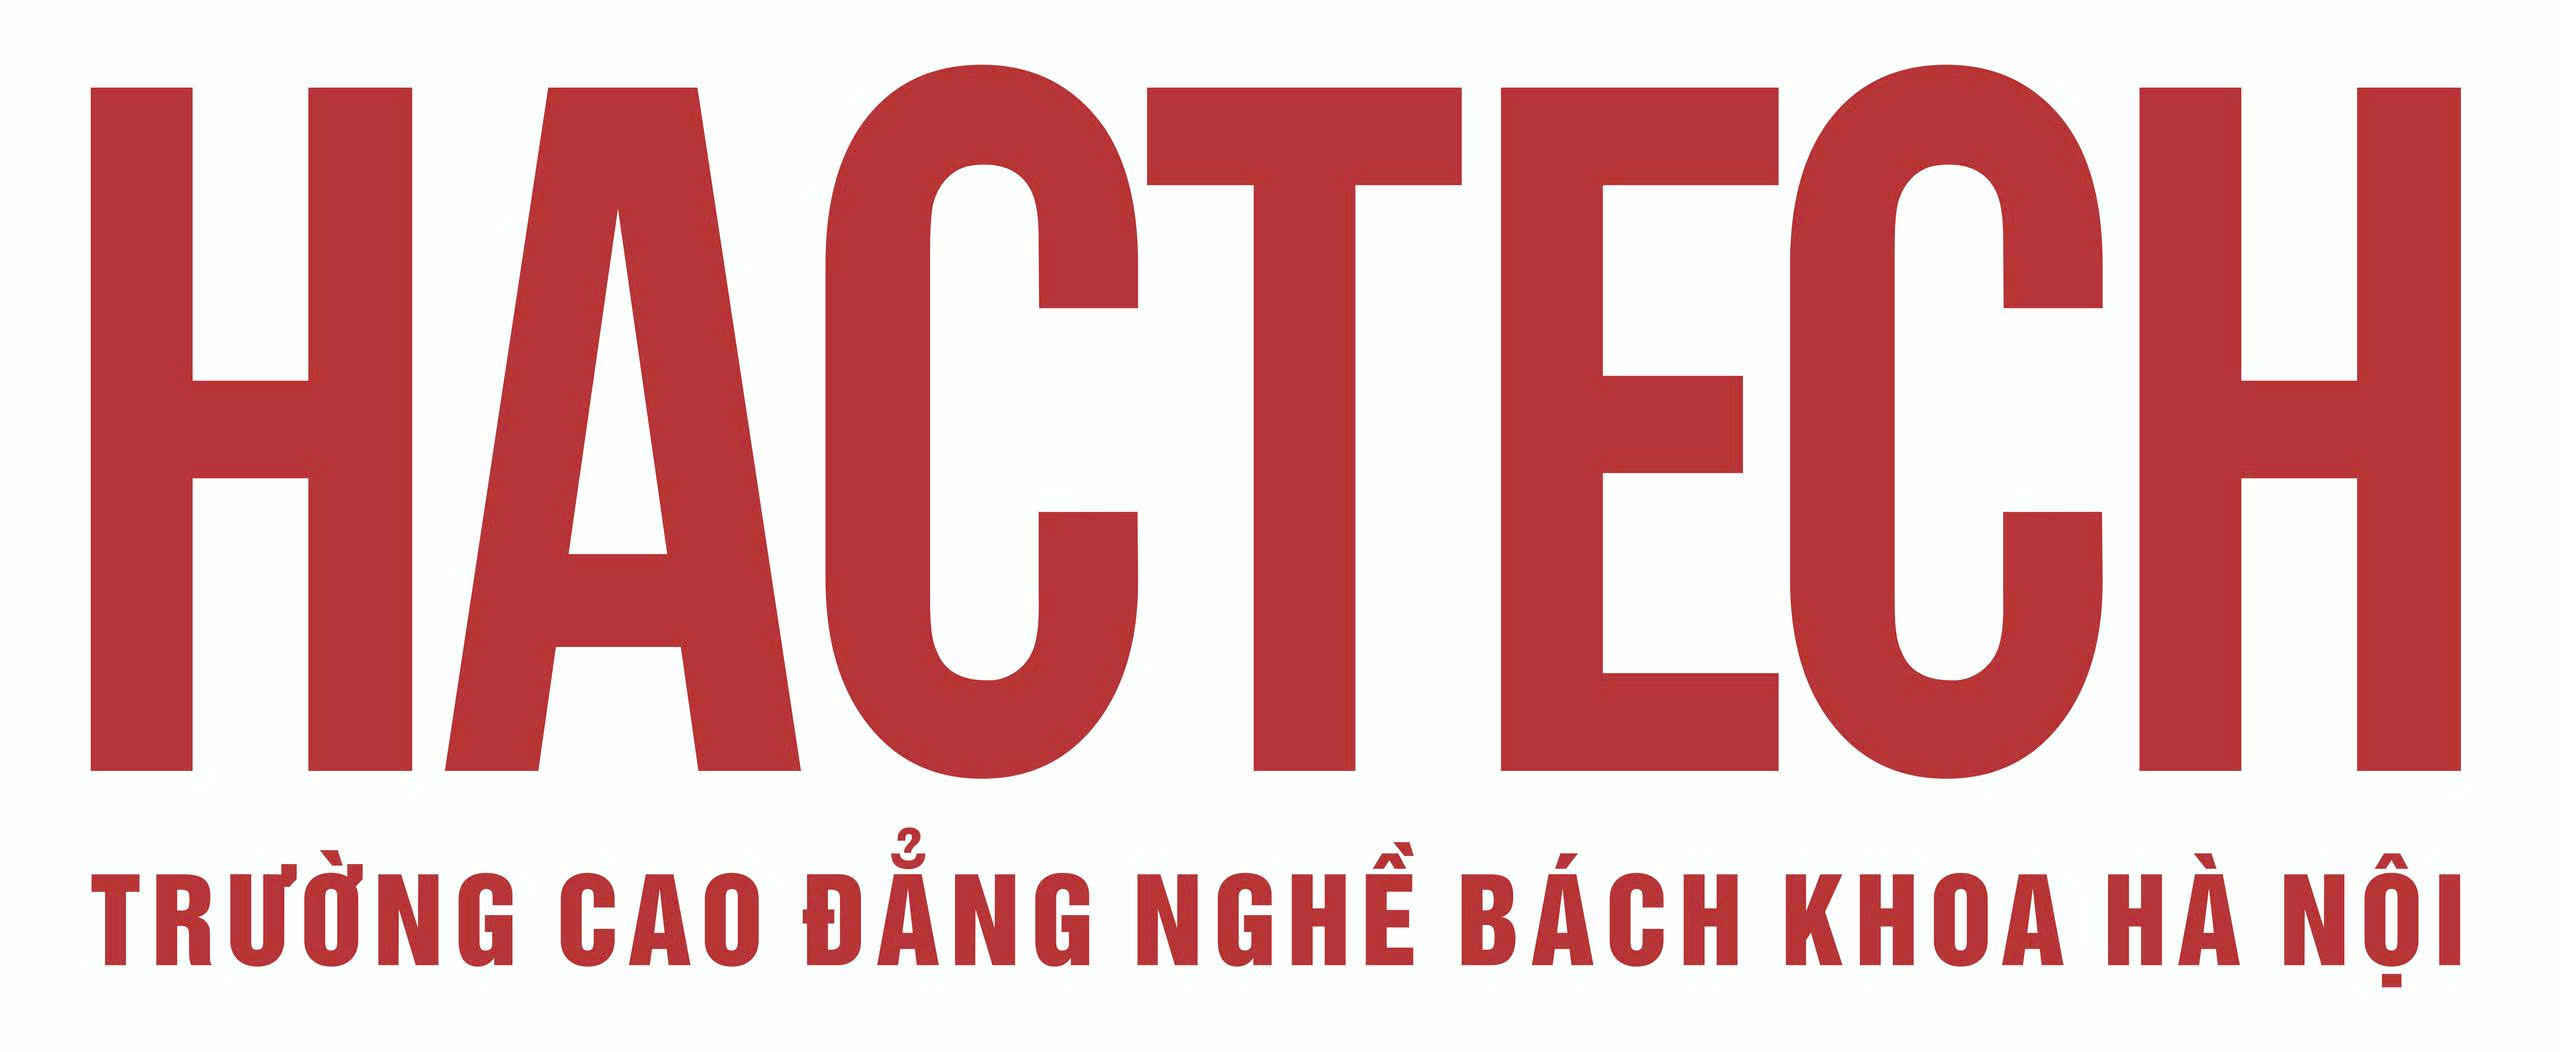 HACTECH
TRƯỜNG CAO ĐẲNG NGHỀ BÁCH KHOA HÀ NỘI